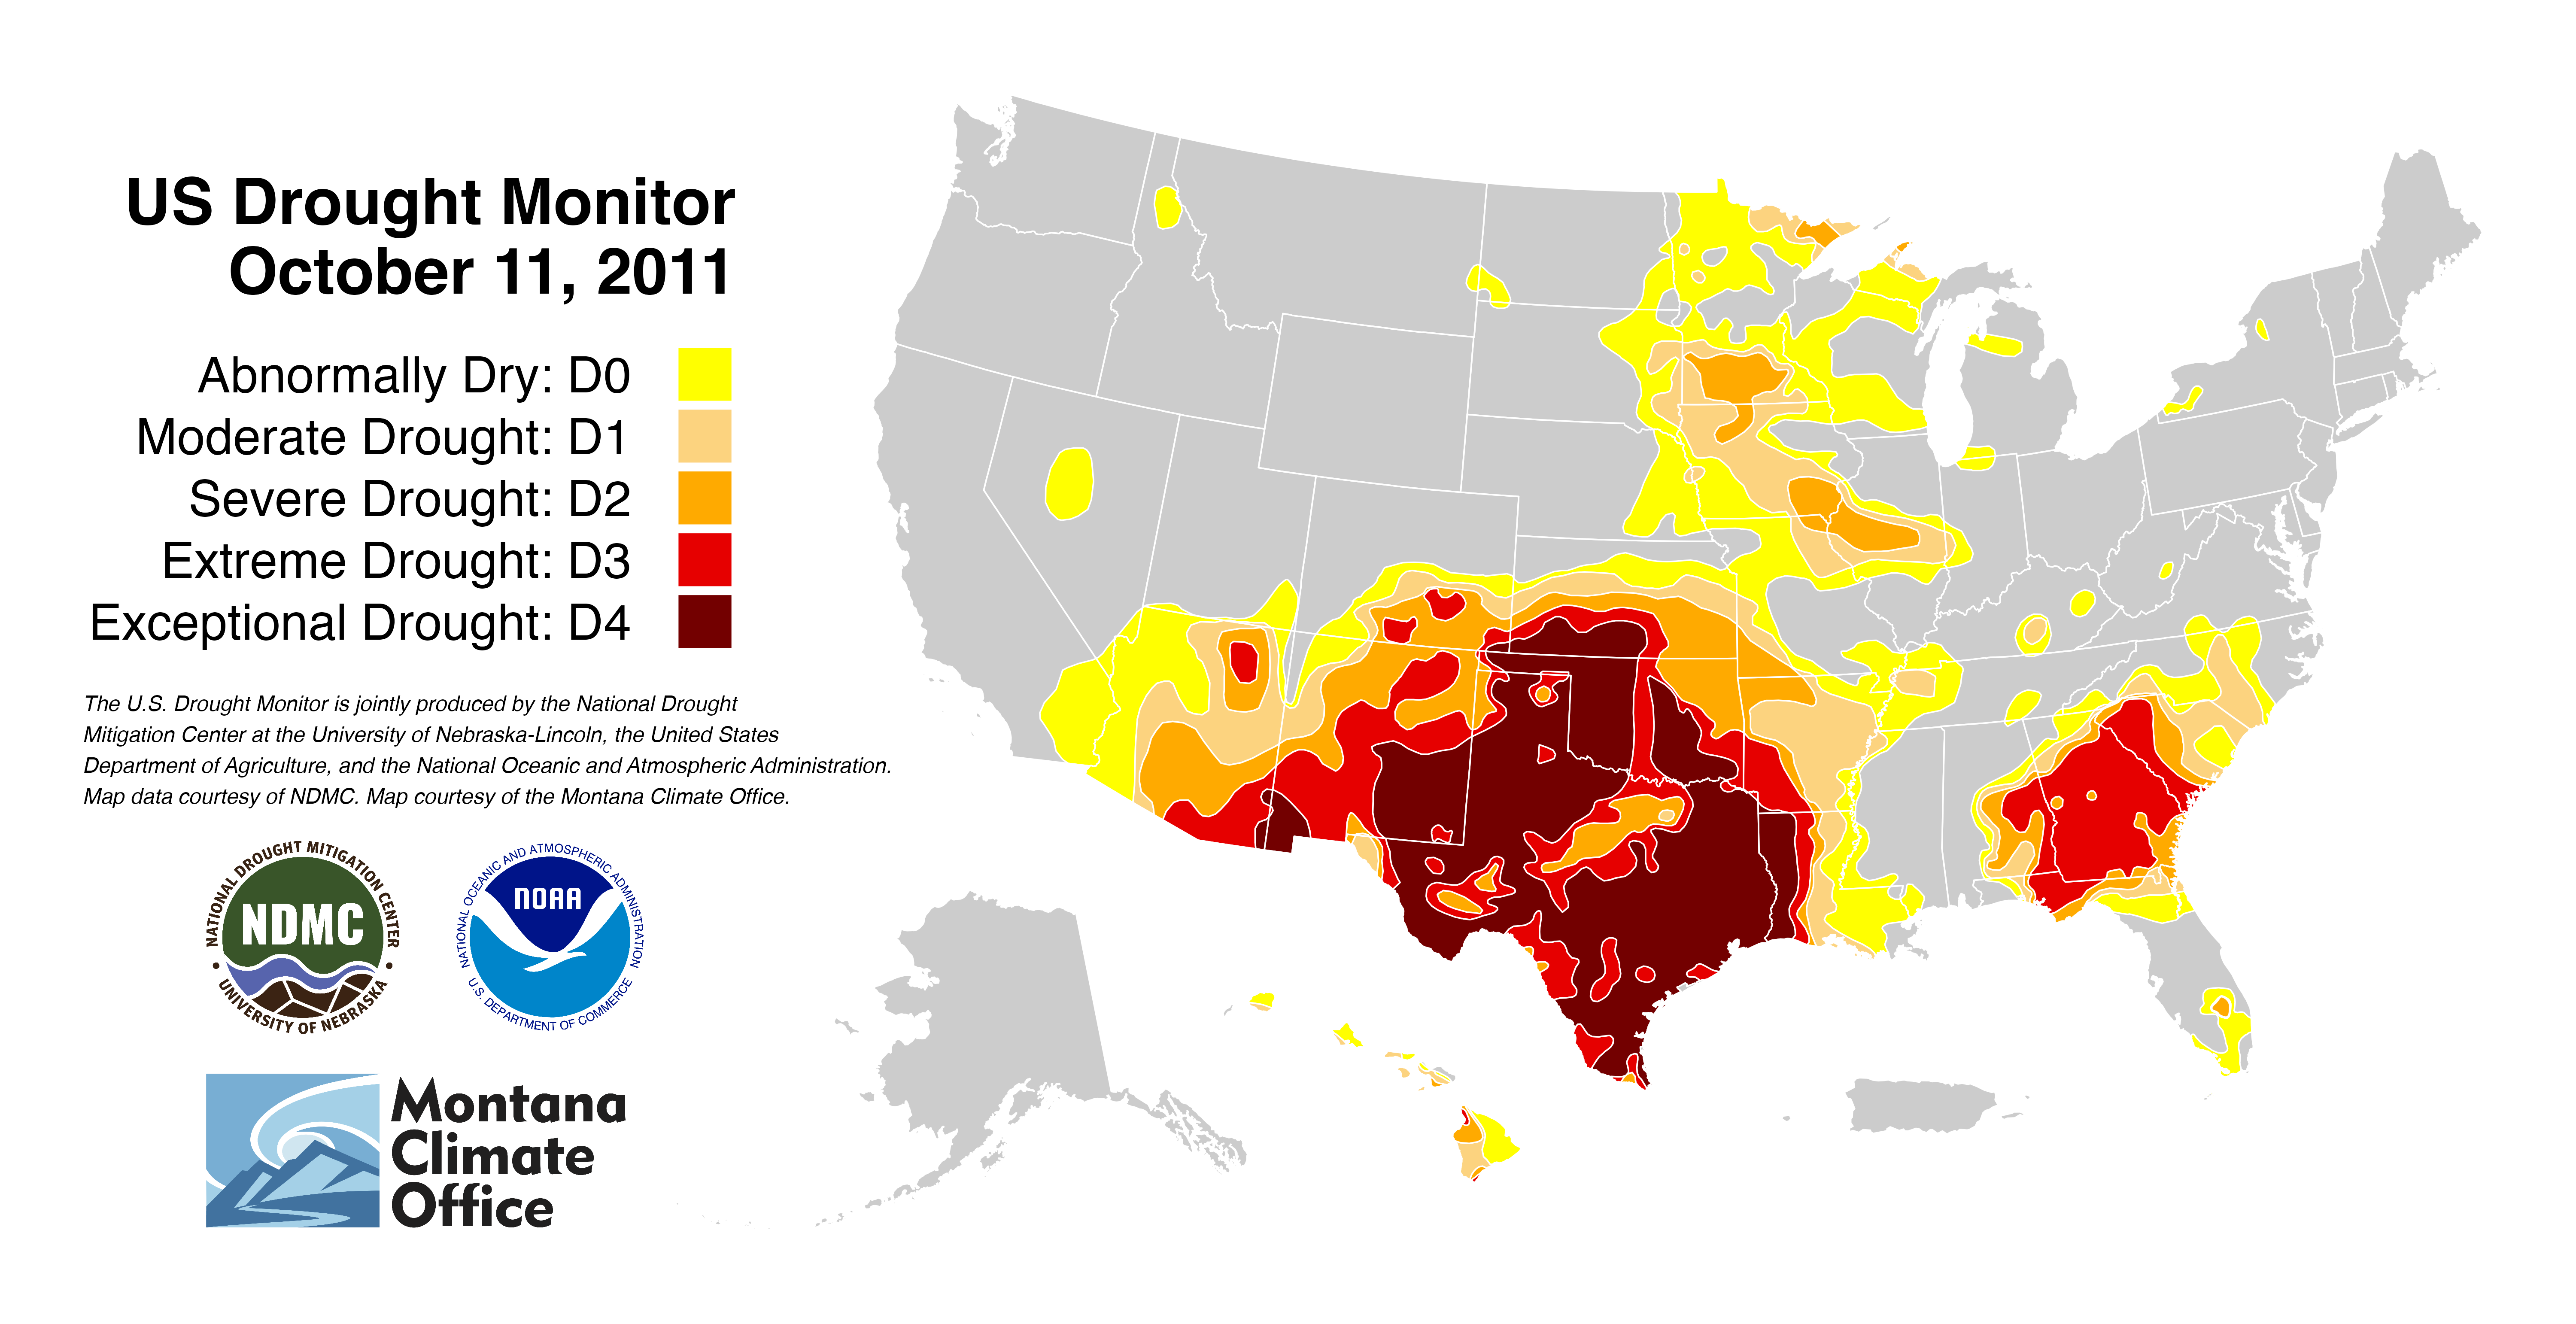 US Drought Monitor
October 11, 2011
Abnormally Dry: D0
Moderate Drought: D1
Severe Drought: D2
Extreme Drought: D3
Exceptional Drought: D4
The U.S. Drought Monitor is jointly produced by the National Drought
Mitigation Center at the University of Nebraska-Lincoln, the United States
Department of Agriculture, and the National Oceanic and Atmospheric Administration.
Map data courtesy of NDMC. Map courtesy of the Montana Climate Office.
NATIONAL DROUGHT MITIGATION CENTER
NDMC
UNIVERSITY OF NEBRASKA
NATIONAL OCEANIC AND ATMOSPHERIC ADMINISTRATION
NOAA
U.S. DEPARTMENT OF COMMERCE
Montana
Climate
Office